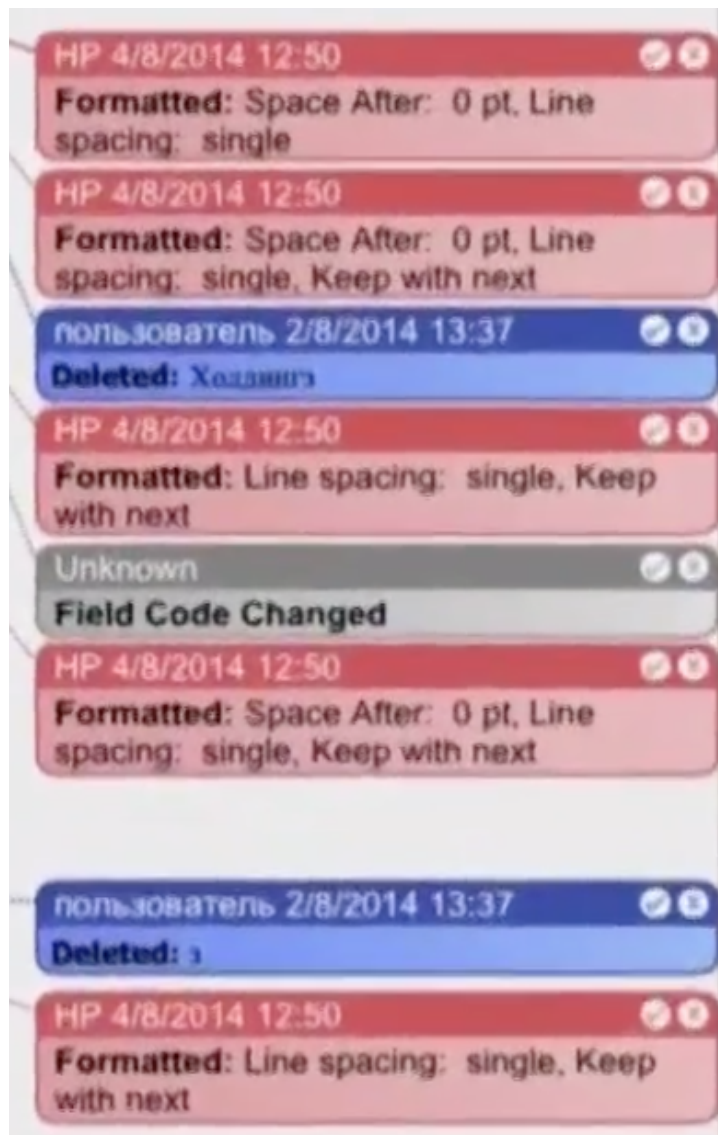 HP 4/8/2014 12:50
Formatted: Space After: 0 pt, Line
spacing: single
HP 4/8/2014 12:50
Formatted: Space After: 0 pt, Line
spacing: single, Keep with next
пользователь 2/8/2014 13:37
Deleted: Холдингэ
HP 4/8/2014 12:50
Formatted: Line spacing: single, Keep
with next
Unknown
Field Code Changed
HP 4/8/2014 12:50
Formatted: Space After: 0 pt, Line
spacing: single, Keep with next
пользователь 2/8/2014 13:37
Deleted: э
HP 4/8/2014 12:50
Formatted: Line spacing: single, Keep
with next